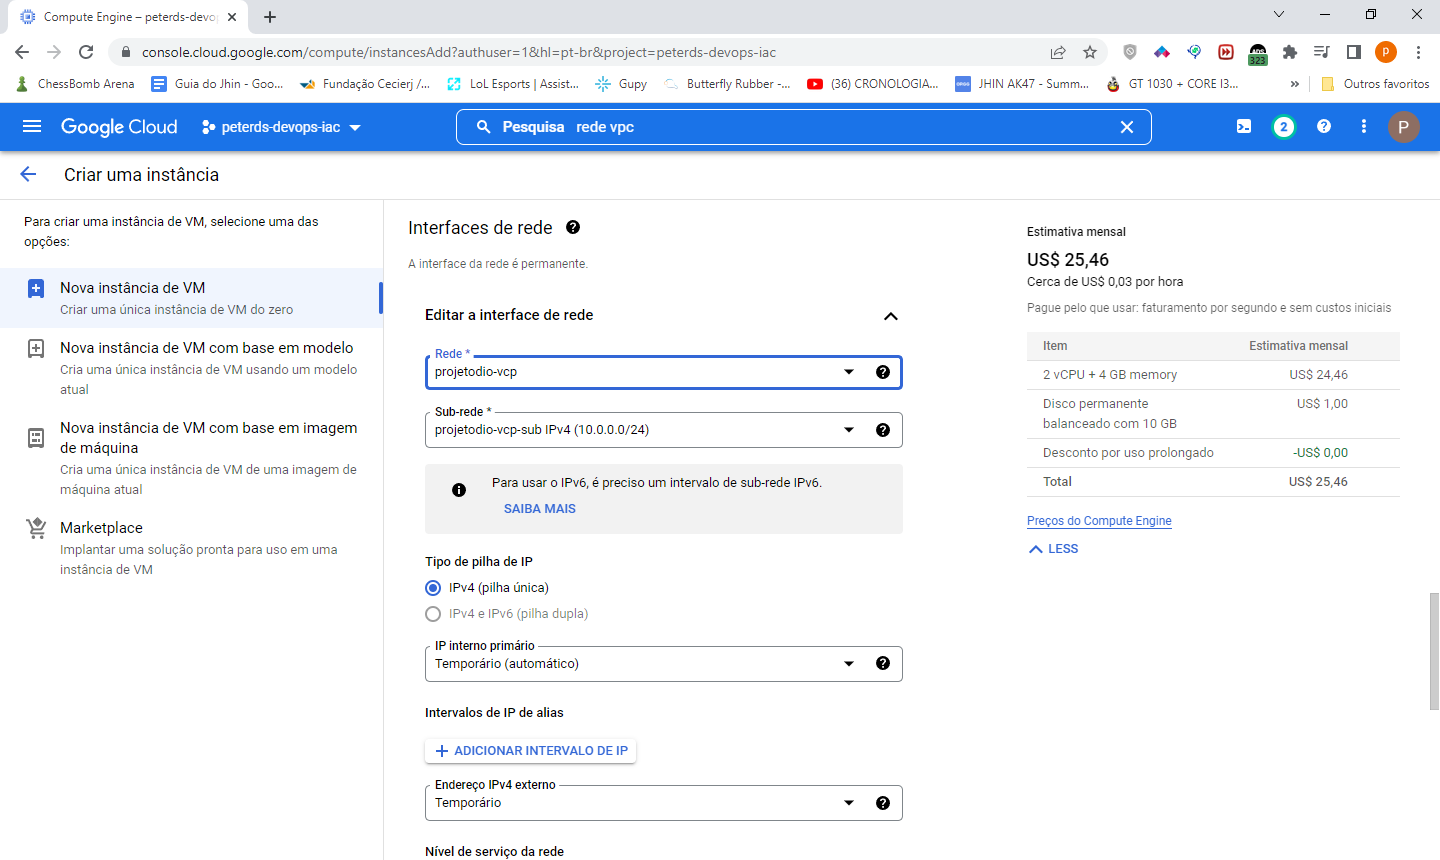 Compute Engine – peterds-devop
console.cloud.google.com/compute/instancesAdd?authuser=1&hl=pt-br&project=peterds-devops-iac
323
p
ChessBomb Arena
Guia do Jhin - Goo...
Fundação Cecierj /...
LoL Esports | Assist...
Gupy
Butterfly Rubber -...
(36) CRONOLOGIA...
JHIN AK47 - Summ...
GT 1030 + CORE I3...
»
Outros favoritos
Google Cloud
peterds-devops-iac
Pesquisa rede vpc
2
P
Criar uma instância
Para criar uma instância de VM, selecione uma das
opções:
Nova instância de VM
Criar uma única instância de VM do zero
Nova instância de VM com base em modelo
Cria uma única instância de VM usando um modelo
atual
Nova instância de VM com base em imagem
de máquina
Cria uma única instância de VM de uma imagem de
máquina atual
Marketplace
Implantar uma solução pronta para uso em uma
instância de VM
Interfaces de rede
A interface da rede é permanente.
Editar a interface de rede
Rede *
projetodio-vcp
Sub-rede *
projetodio-vcp-sub IPv4 (10.0.0.0/24)
Para usar o IPv6, é preciso um intervalo de sub-rede IPv6.
SAIBA MAIS
Tipo de pilha de IP
IPv4 (pilha única)
IPv4 e IPv6 (pilha dupla)
IP interno primário
Temporário (automático)
Intervalos de IP de alias
ADICIONAR INTERVALO DE IP
Endereço IPv4 externo
Temporário
Nível de serviço da rede
Estimativa mensal
US$ 25,46
Cerca de US$ 0,03 por hora
Pague pelo que usar: faturamento por segundo e sem custos iniciais
Item Estimativa mensal
2 vCPU + 4 GB memory US$ 24,46
Disco permanente US$ 1,00
balanceado com 10 GB
Desconto por uso prolongado -US$ 0,00
Total US$ 25,46
Preços do Compute Engine
LESS